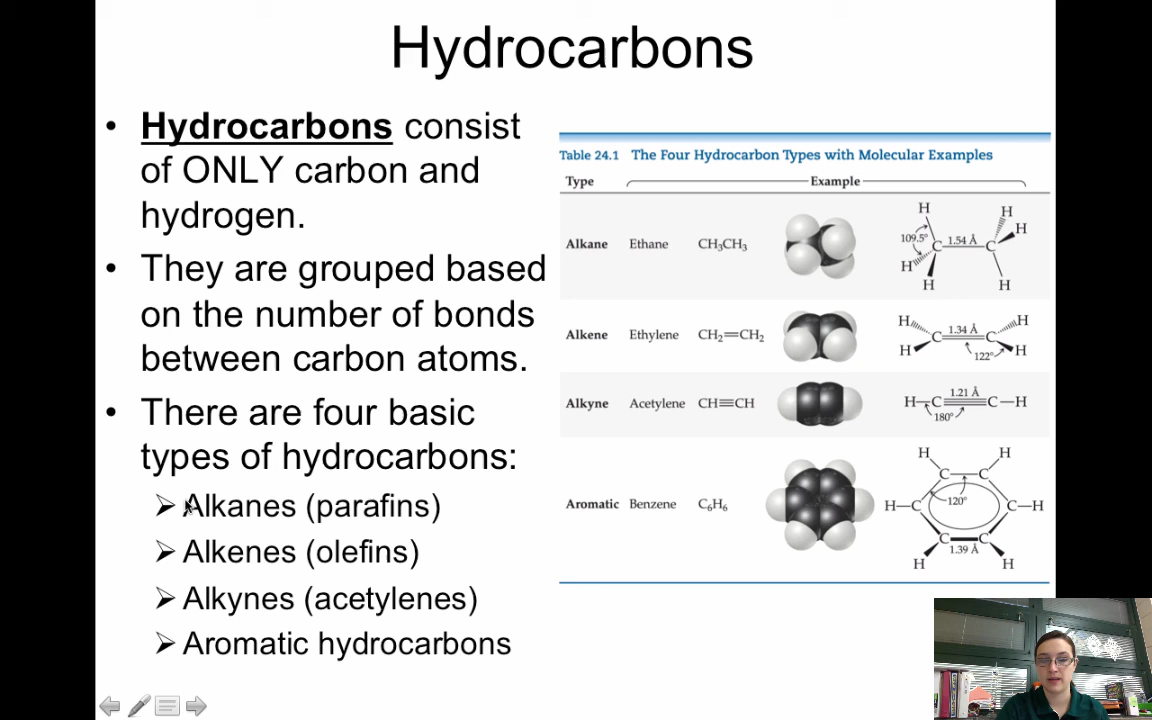 Hydrocarbons
• Hydrocarbons consist
of ONLY carbon and
hydrogen.
• They are grouped based
on the number of bonds
between carbon atoms.
• There are four basic
types of hydrocarbons:
➢ Alkanes (parafins)
➢ Alkenes (olefins)
➢ Alkynes (acetylenes)
➢ Aromatic hydrocarbons
Table 24.1 The Four Hydrocarbon Types with Molecular Examples
Type Example
Alkane Ethane CH₃CH₃
H H
H
109.5° C 1.54 Å C
H
H H
Alkene Ethylene CH₂=CH₂
H H
C 1.34 Å C
H 122° H
Alkyne Acetylene CH≡CH
1.21 Å
H—C≡C—H
180°
Aromatic Benzene C₆H₆
H H
C C
H—C 120° C—H
C C
1.39 Å
H H